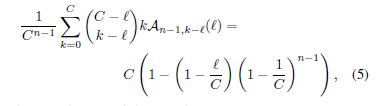 \frac{1}{C^{n-1}} \sum_{k=0}^{C} \binom{C-\ell}{k-\ell} k \mathcal{A}_{n-1,k-\ell}(\ell) =
C \left( 1 - \left( 1 - \frac{\ell}{C} \right) \left( 1 - \frac{1}{C} \right)^{n-1} \right), (5)